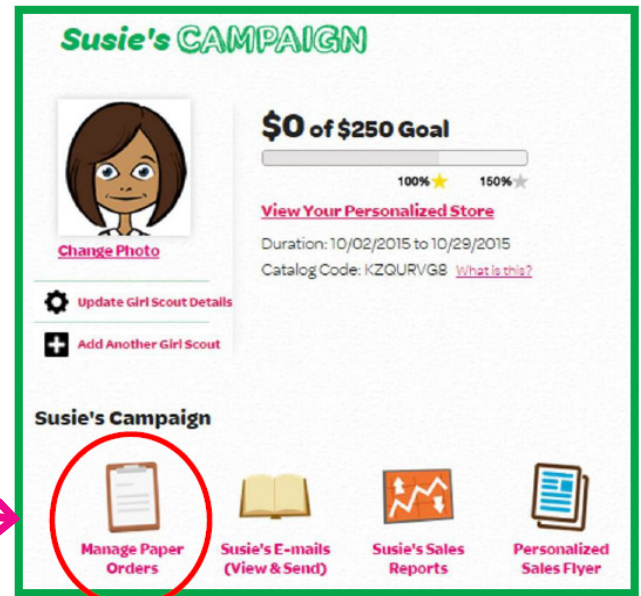 Susie's CAMPAIGN
$0 of $250 Goal
100% 150%
View Your Personalized Store
Change Photo
Duration: 10/02/2015 to 10/29/2015
Catalog Code: KZQURVG8 What is this?
Update Girl Scout Details
Add Another Girl Scout
Susie's Campaign
Manage Paper
Orders
Susie's E-mails
(View & Send)
Susie's Sales
Reports
Personalized
Sales Flyer